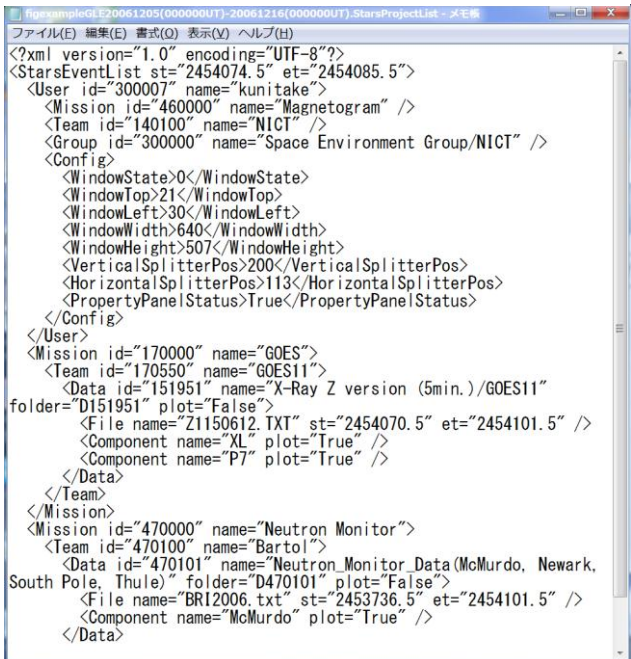 figexampleGLE20061205(000000UT)-20061216(000000UT).StarsProjectList - メモ帳
ファイル(F) 編集(E) 書式(O) 表示(V) ヘルプ(H)
<?xml version="1.0" encoding="UTF-8"?>
<StarsEventList st="2454074.5" et="2454085.5">
<User id="300007" name="kunitake">
<Mission id="460000" name="Magnetogram" />
<Team id="140100" name="NICT" />
<Group id="300000" name="Space Environment Group/NICT" />
<Config>
<WindowState>0</WindowState>
<WindowTop>21</WindowTop>
<WindowLeft>30</WindowLeft>
<WindowWidth>640</WindowWidth>
<WindowHeight>507</WindowHeight>
<VerticalSplitterPos>200</VerticalSplitterPos>
<HorizontalSplitterPos>113</HorizontalSplitterPos>
<PropertyPanelStatus>True</PropertyPanelStatus>
</Config>
</User>
<Mission id="170000" name="GOES">
<Team id="170550" name="GOES11">
<Data id="151951" name="X-Ray Z version (5min.)/GOES11"
folder="D151951" plot="False">
<File name="Z1150612.TXT" st="2454070.5" et="2454101.5" />
<Component name="XL" plot="True" />
<Component name="P7" plot="True" />
</Data>
</Team>
</Mission>
<Mission id="470000" name="Neutron Monitor">
<Team id="470100" name="Bartol">
<Data id="470101" name="Neutron_Monitor_Data(McMurdo, Newark,
South Pole, Thule)" folder="D470101" plot="False">
<File name="BRI2006.txt" st="2453736.5" et="2454101.5" />
<Component name="McMurdo" plot="True" />
</Data>